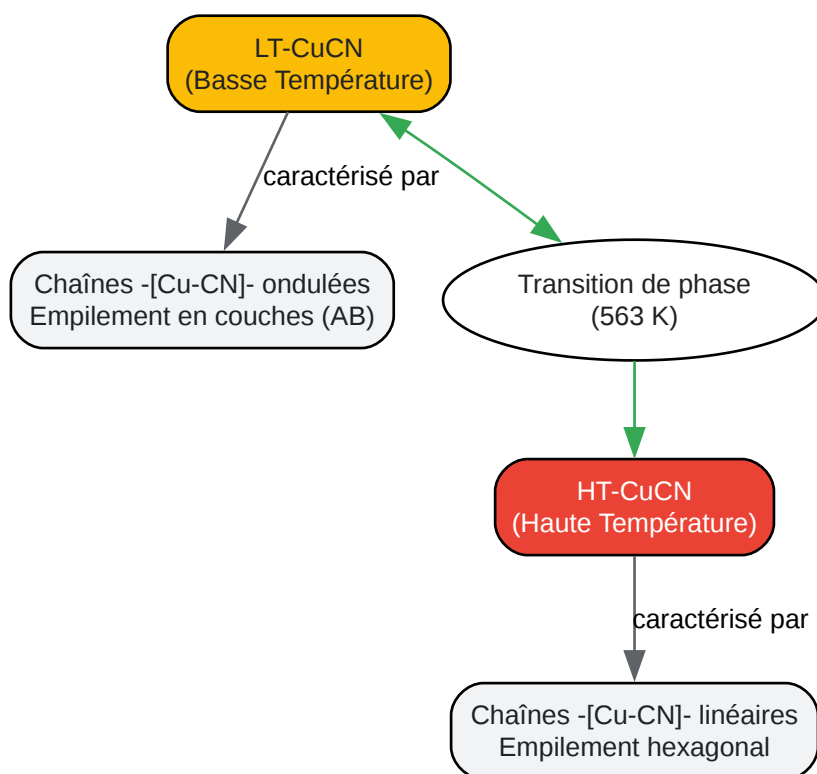 LT-CuCN
(Basse Température)
caractérisé par
Chaînes -[Cu-CN]- ondulées
Empilement en couches (AB)
Transition de phase
(563 K)
HT-CuCN
(Haute Température)
caractérisé par
Chaînes -[Cu-CN]- linéaires
Empilement hexagonal